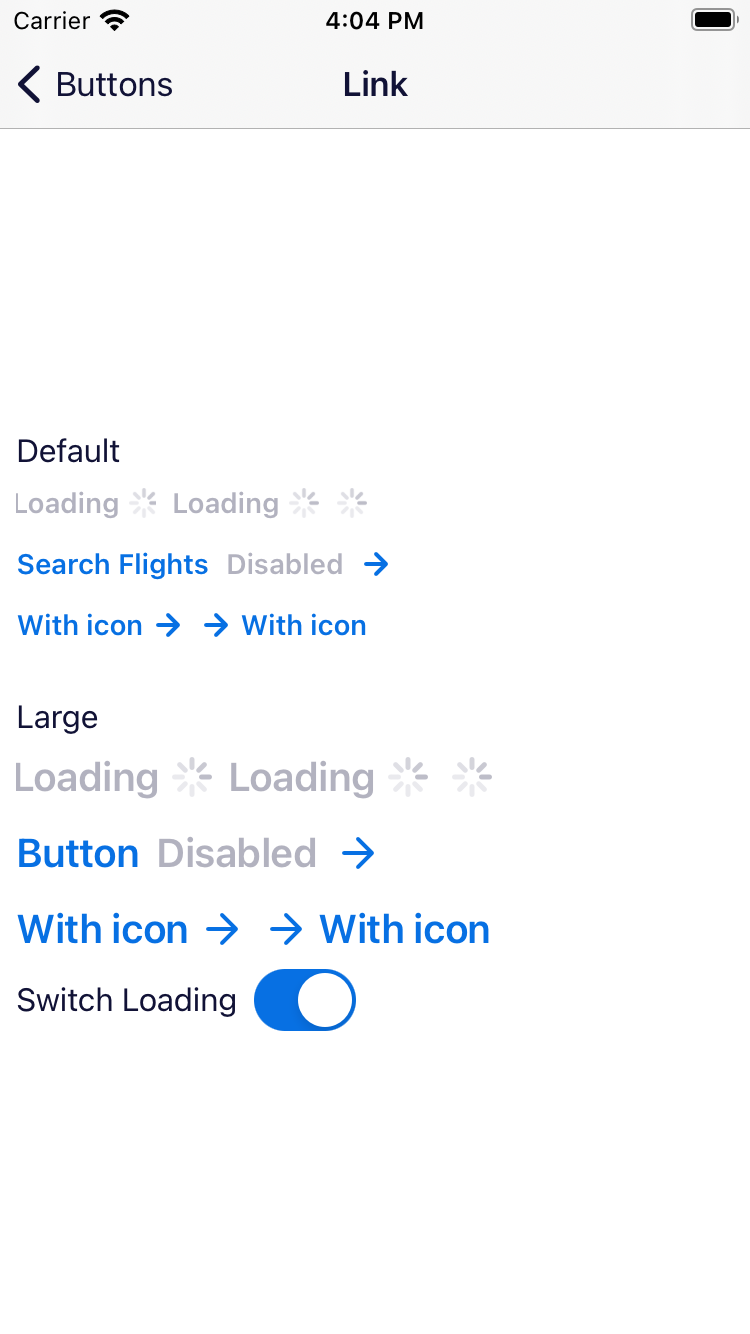 Carrier 4:04 PM
Buttons Link
Default
Loading Loading
Search Flights Disabled
With icon With icon
Large
Loading Loading
Button Disabled
With icon With icon
Switch Loading